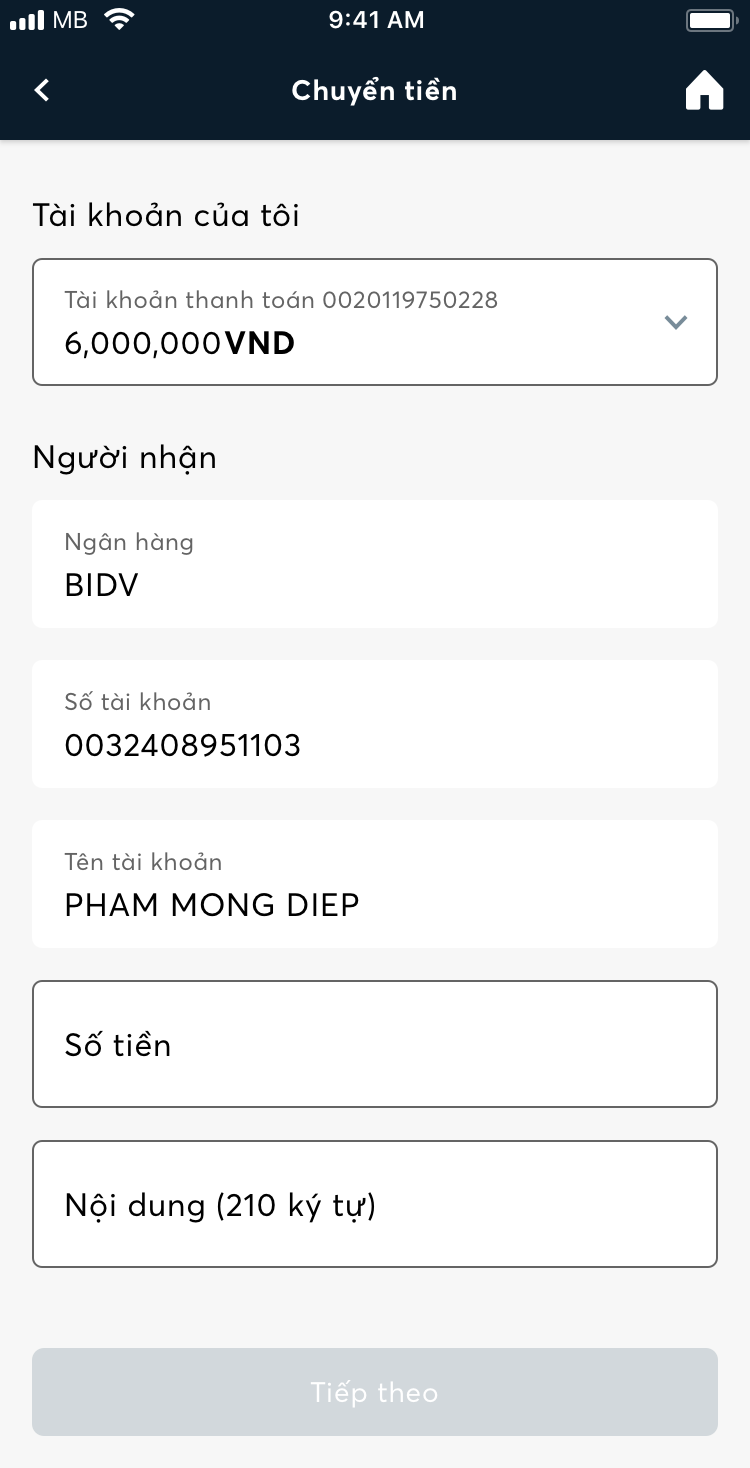 MB 9:41 AM
Chuyển tiền
Tài khoản của tôi
Tài khoản thanh toán 0020119750228
6,000,000VND
Người nhận
Ngân hàng
BIDV
Số tài khoản
0032408951103
Tên tài khoản
PHAM MONG DIEP
Số tiền
Nội dung (210 ký tự)
Tiếp theo